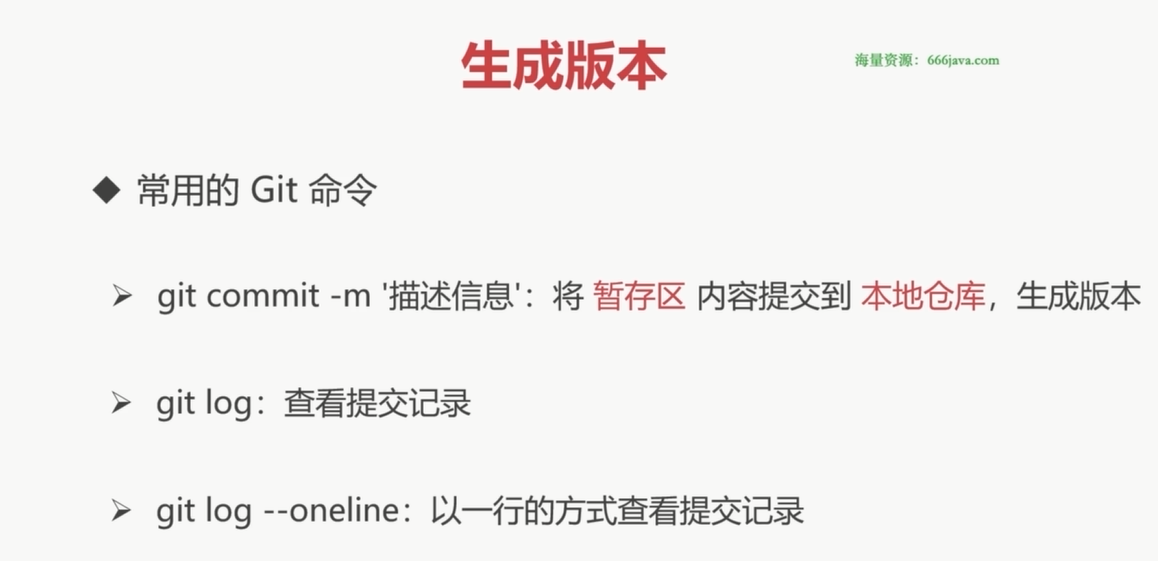 生成版本
海量资源：666java.com
◆ 常用的 Git 命令
➢ git commit -m '描述信息'：将 暂存区 内容提交到 本地仓库，生成版本
➢ git log：查看提交记录
➢ git log --oneline：以一行的方式查看提交记录